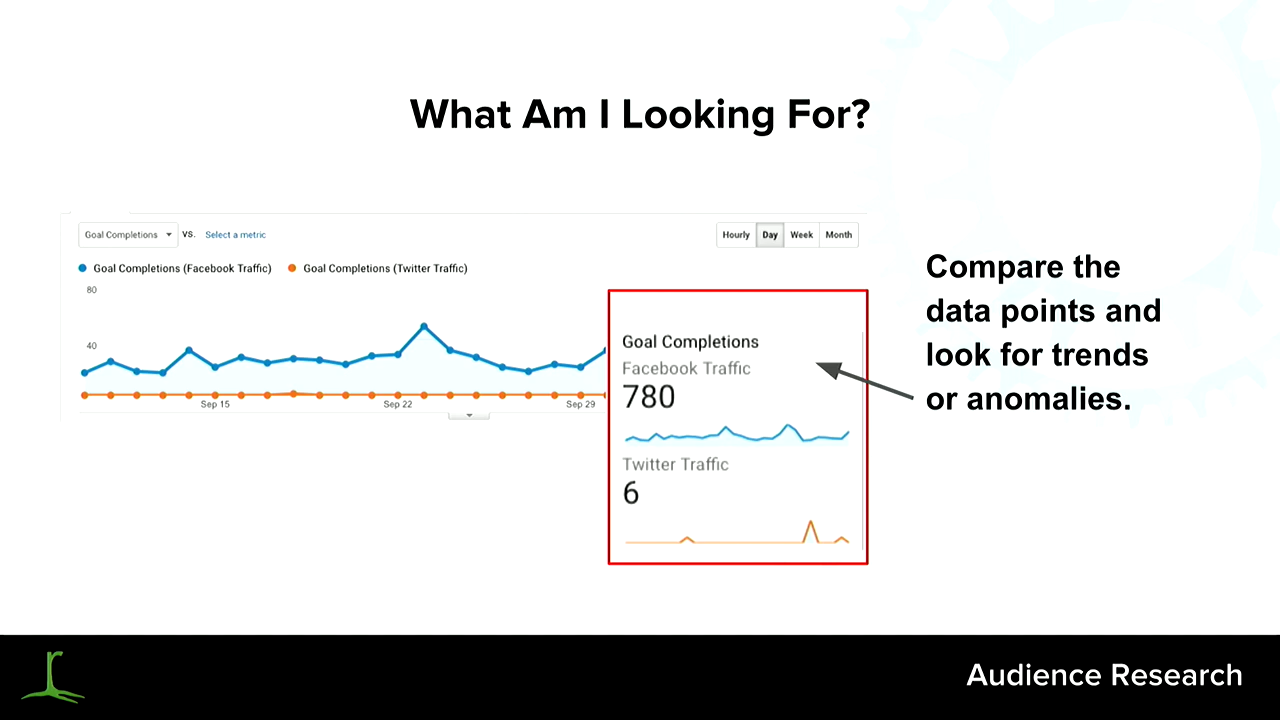 What Am I Looking For?
Goal Completions VS. Select a metric
Hourly Day Week Month
Goal Completions (Facebook Traffic) Goal Completions (Twitter Traffic)
80
40
Sep 15 Sep 22 Sep 29
Goal Completions
Facebook Traffic
780
Twitter Traffic
6
Compare the
data points and
look for trends
or anomalies.
Audience Research